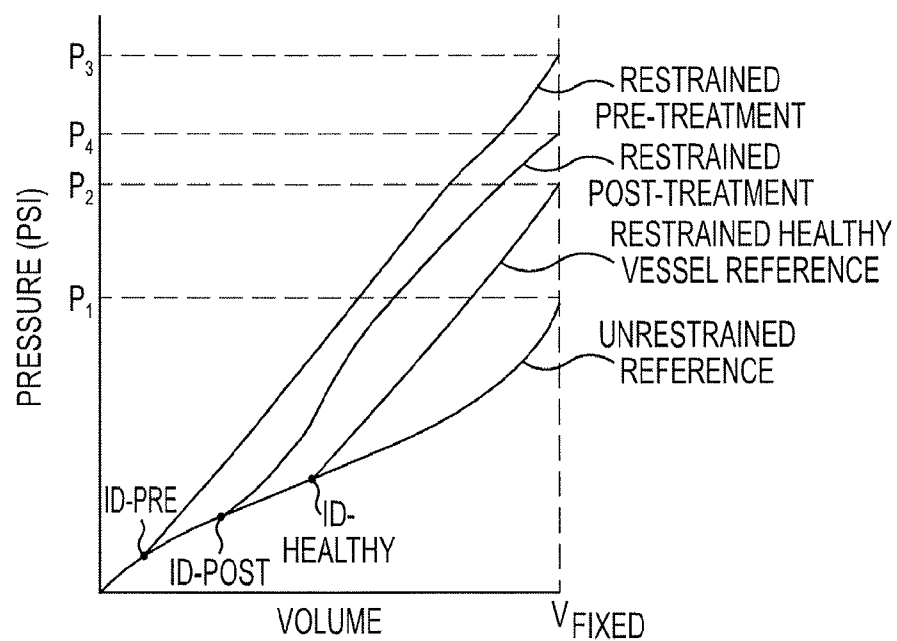 P3
RESTRAINED
PRE-TREATMENT
P4
RESTRAINED
POST-TREATMENT
P2
RESTRAINED HEALTHY
VESSEL REFERENCE
P1
UNRESTRAINED
REFERENCE
PRESSURE (PSI)
ID-PRE
ID-POST
ID-
HEALTHY
VOLUME
V FIXED